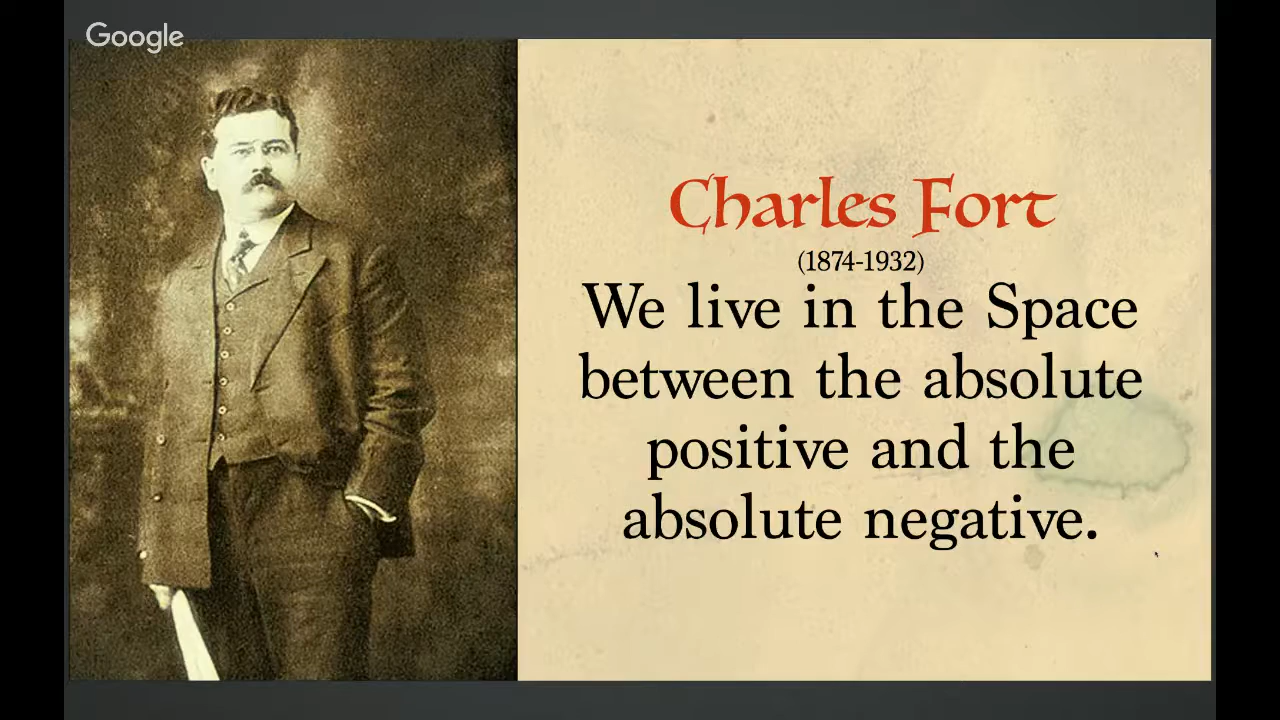 Google
Charles Fort
(1874-1932)
We live in the Space
between the absolute
positive and the
absolute negative.